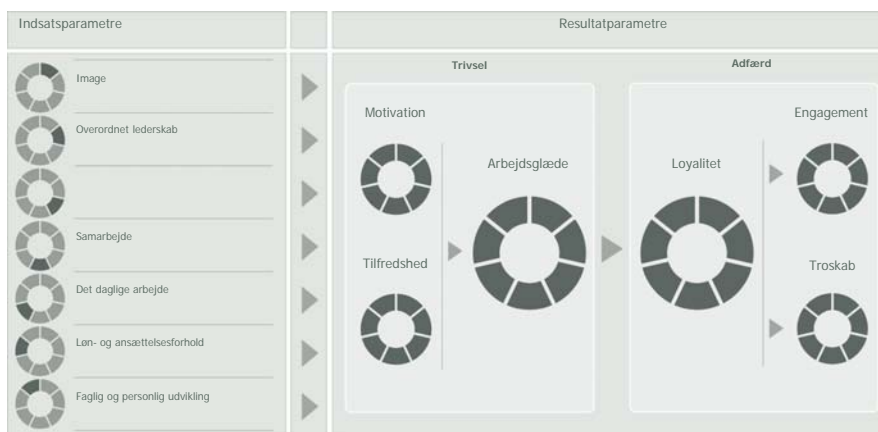 Indsatsparametre
Resultatparametre
Image
Overordnet lederskab
Samarbejde
Det daglige arbejde
Løn- og ansættelsesforhold
Faglig og personlig udvikling
Trivsel
Motivation
Tilfredshed
Arbejdsglæde
Adfærd
Loyalitet
Engagement
Troskab